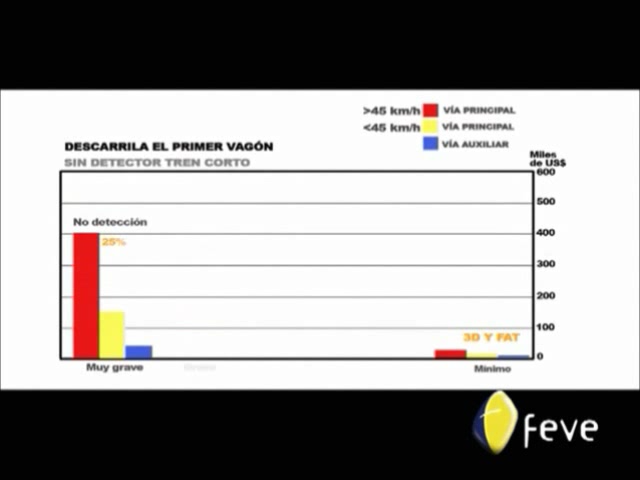 >45 km/h VÍA PRINCIPAL
<45 km/h VÍA PRINCIPAL
VÍA AUXILIAR
DESCARRILA EL PRIMER VAGÓN
SIN DETECTOR TREN CORTO
Miles
de US$
600
500
No detección
400
25%
300
200
100
3D Y FAT
0
Muy grave
Grave
Mínimo
feve